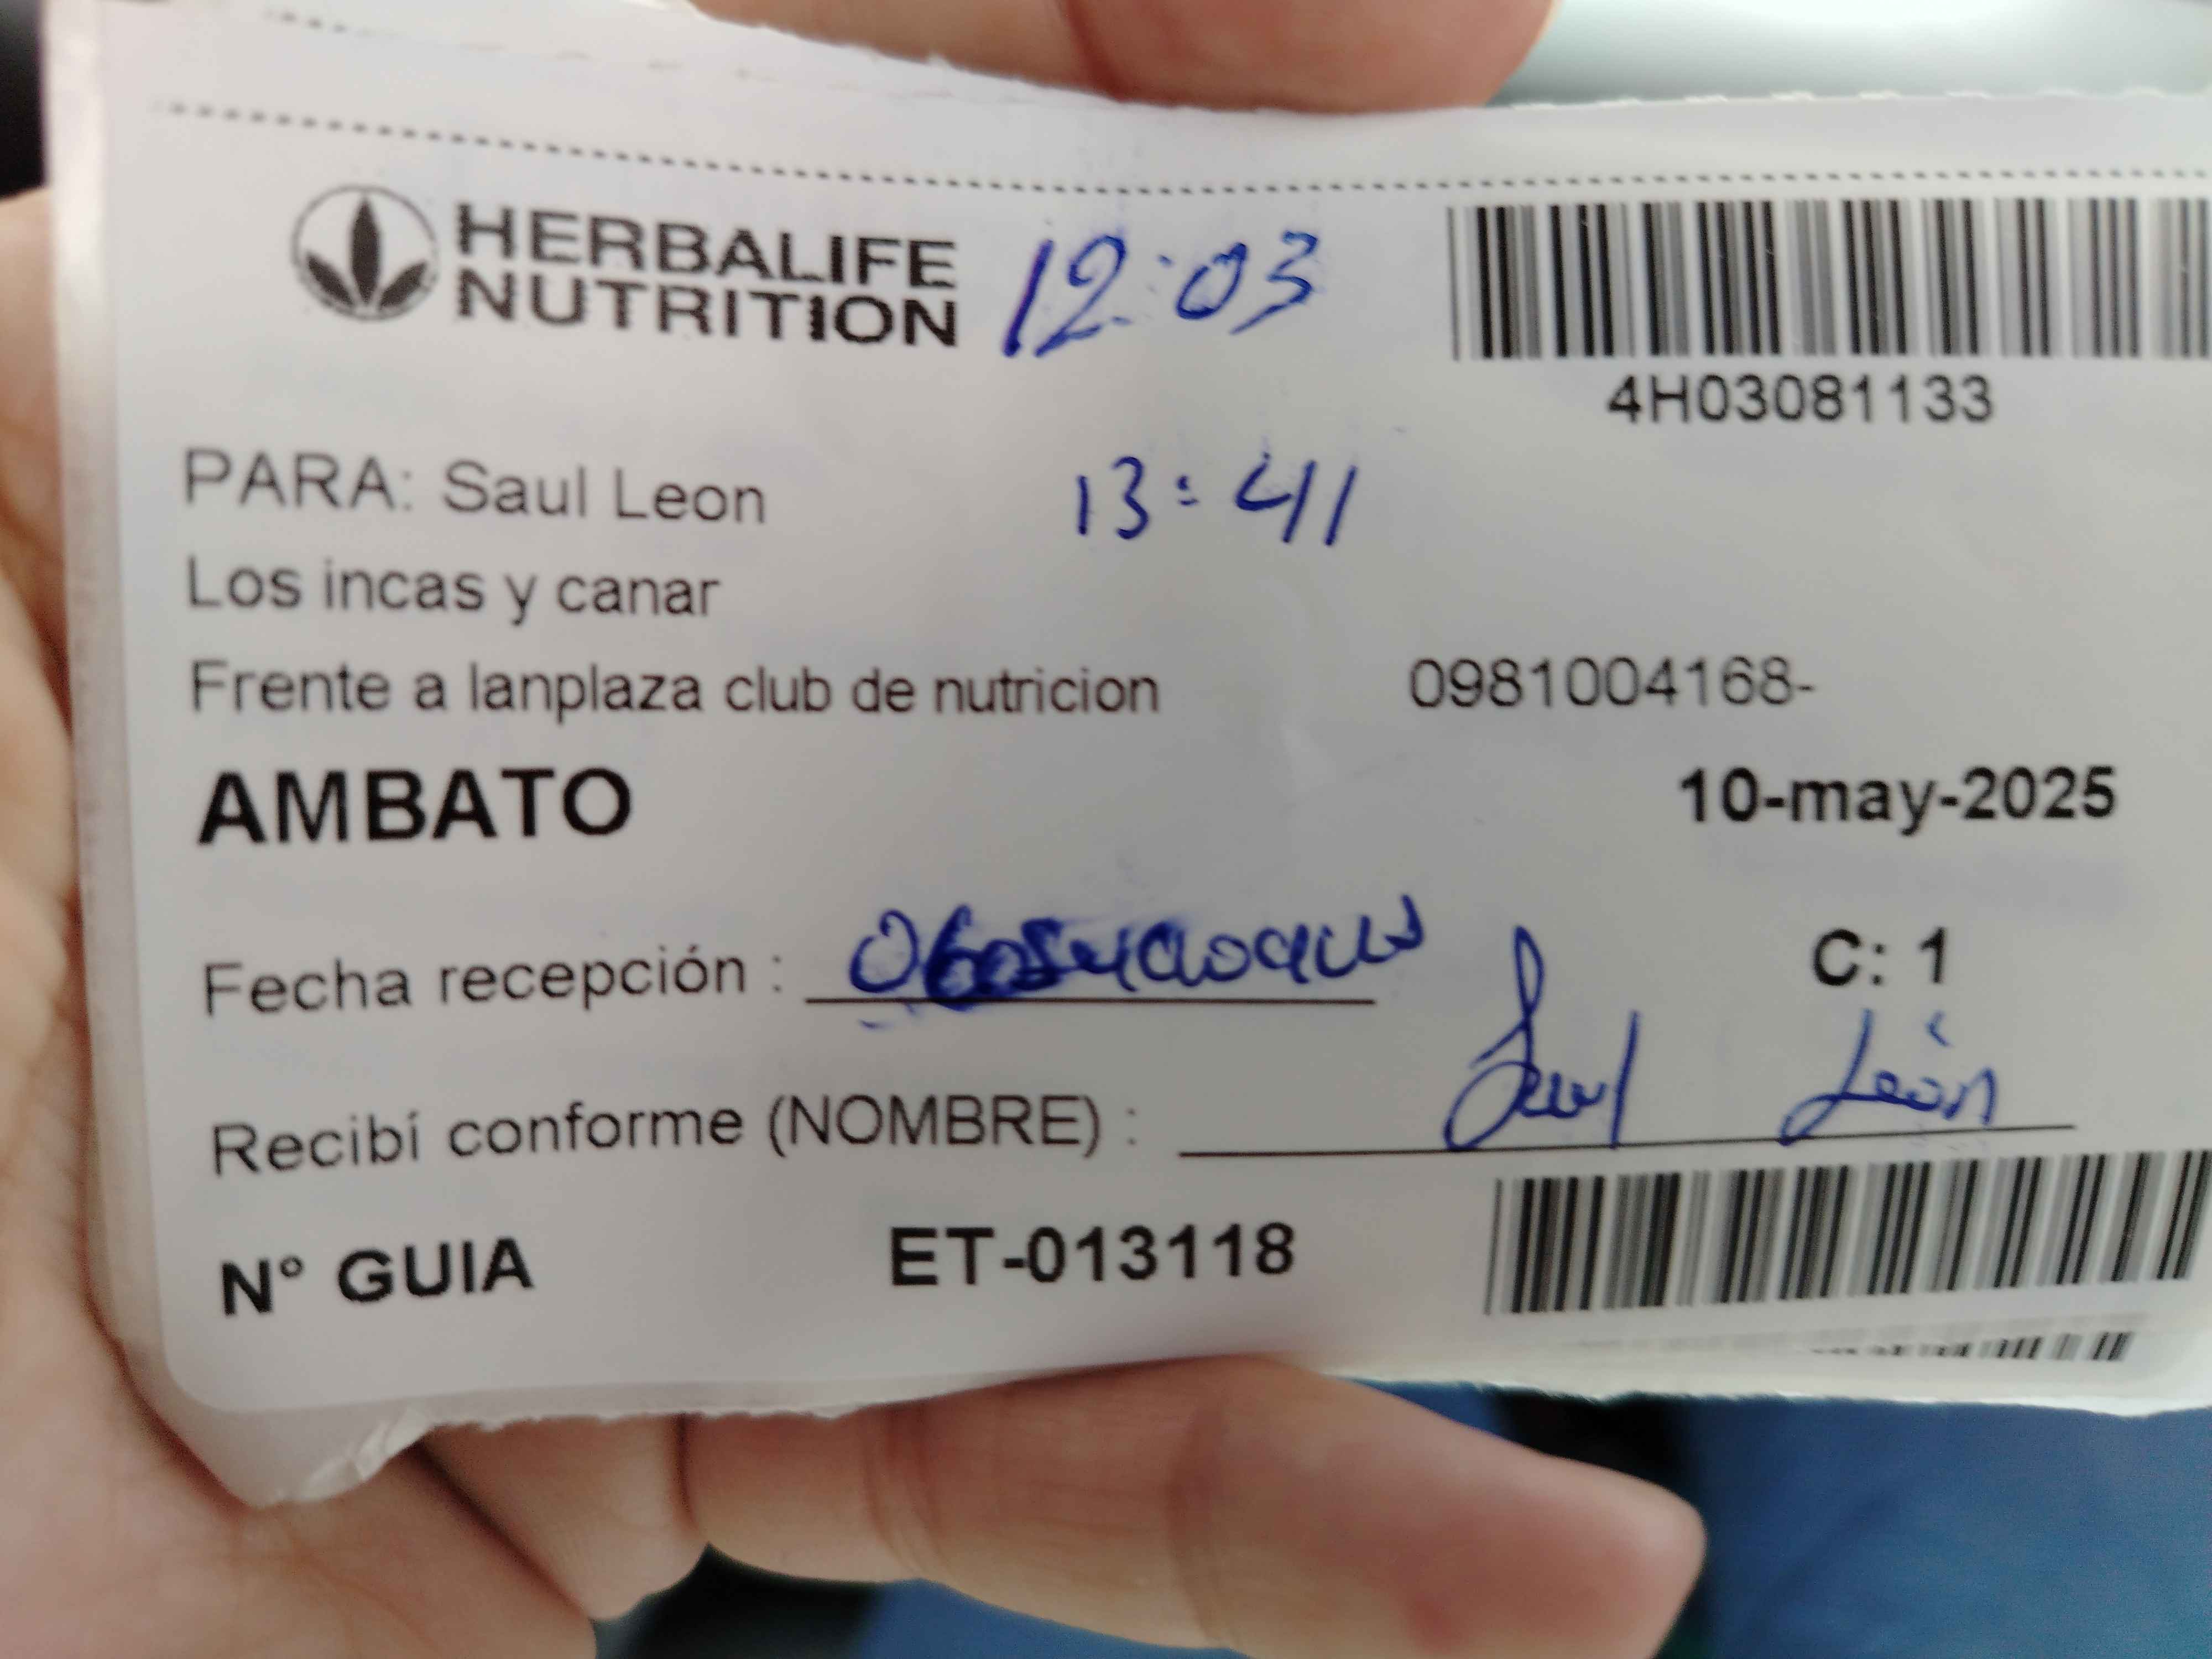 HERBALIFE
NUTRITION
12:03
4H03081133
PARA: Saul Leon
13:41
Los incas y canar
Frente a lanplaza club de nutricion 0981004168-
AMBATO 10-may-2025
Fecha recepción :
C: 1
Recibí conforme (NOMBRE) : Saul León
N° GUIA ET-013118